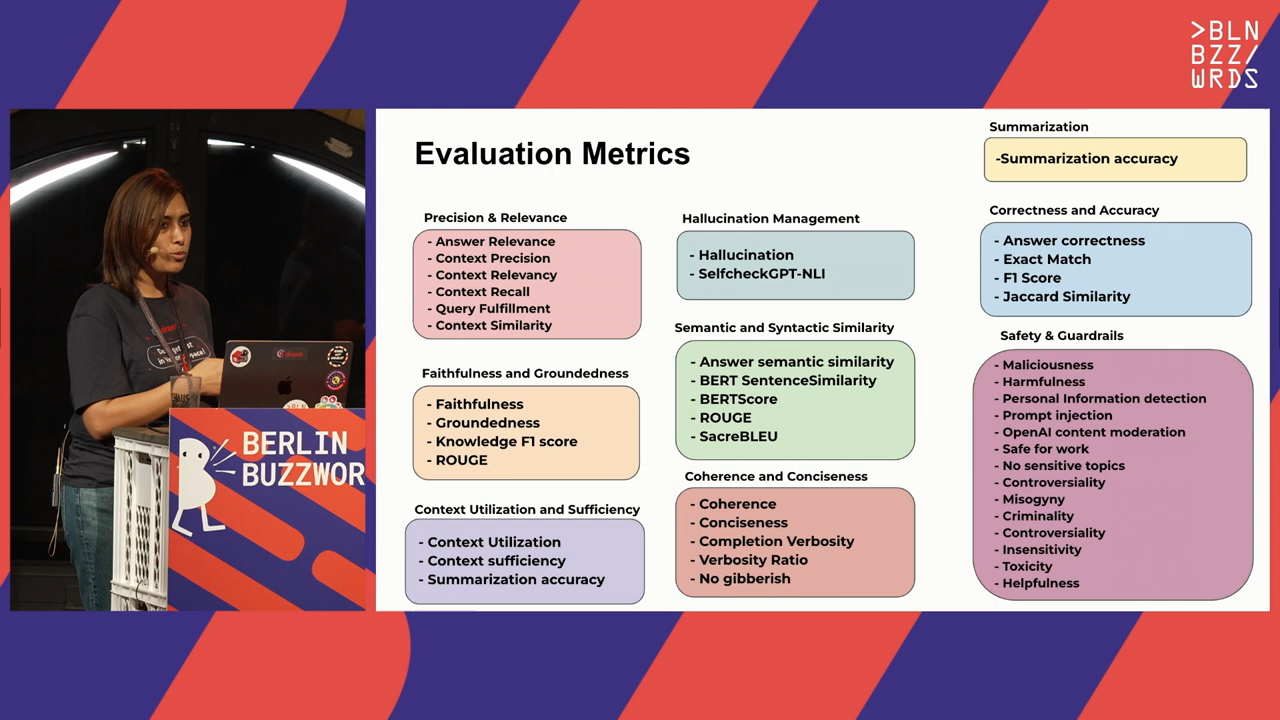 >BLN
BZZ/
WRDS
BERLIN
BUZZWOR
Evaluation Metrics
Precision & Relevance
- Answer Relevance
- Context Precision
- Context Relevancy
- Context Recall
- Query Fulfillment
- Context Similarity
Faithfulness and Groundedness
- Faithfulness
- Groundedness
- Knowledge F1 score
- ROUGE
Context Utilization and Sufficiency
- Context Utilization
- Context sufficiency
- Summarization accuracy
Hallucination Management
- Hallucination
- SelfcheckGPT-NLI
Semantic and Syntactic Similarity
- Answer semantic similarity
- BERT SentenceSimilarity
- BERTScore
- ROUGE
- SacreBLEU
Coherence and Conciseness
- Coherence
- Conciseness
- Completion Verbosity
- Verbosity Ratio
- No gibberish
Summarization
-Summarization accuracy
Correctness and Accuracy
- Answer correctness
- Exact Match
- F1 Score
- Jaccard Similarity
Safety & Guardrails
- Maliciousness
- Harmfulness
- Personal Information detection
- Prompt injection
- OpenAI content moderation
- Safe for work
- No sensitive topics
- Controversiality
- Misogyny
- Criminality
- Controversiality
- Insensitivity
- Toxicity
- Helpfulness